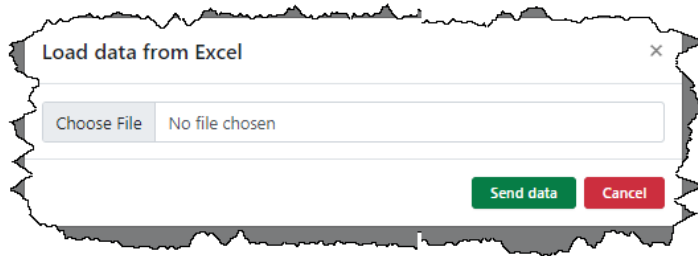 Load data from Excel ×
Choose File No file chosen
Send data Cancel